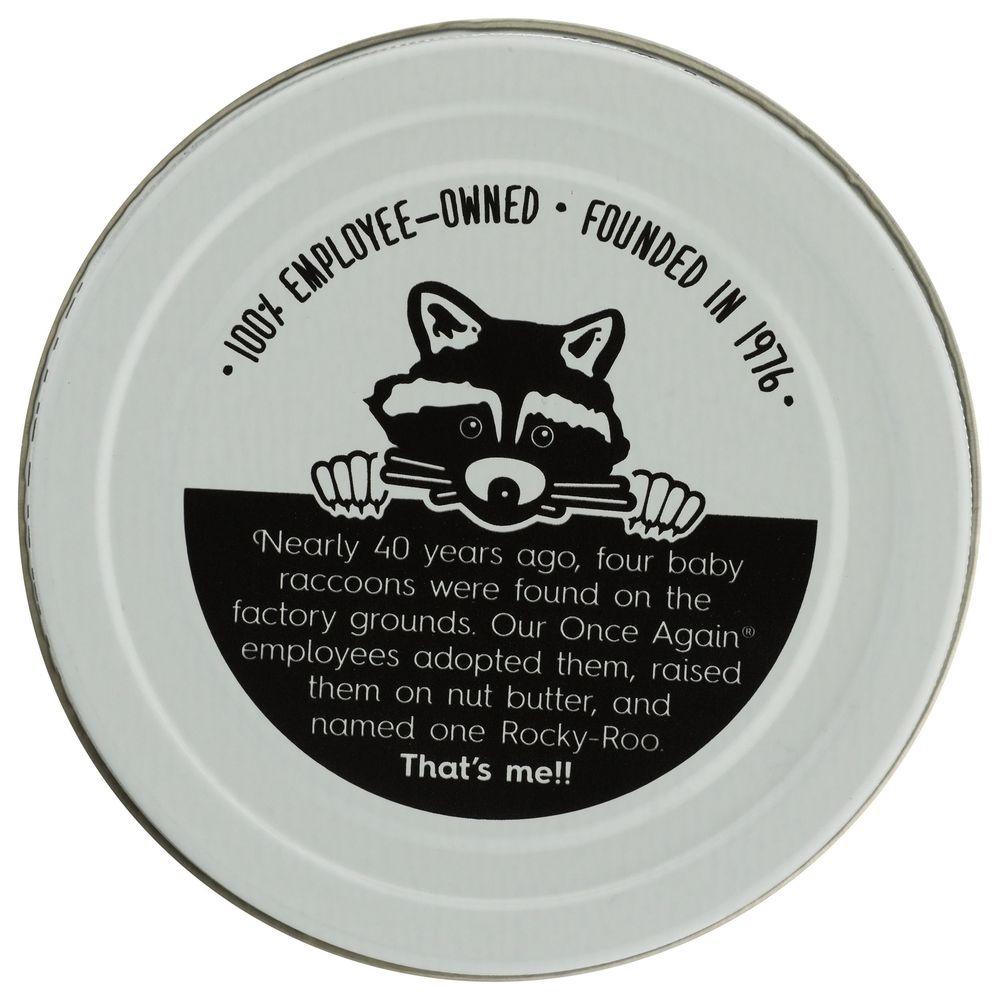 • 100% EMPLOYEE-OWNED • FOUNDED IN 1976 •
Nearly 40 years ago, four baby
raccoons were found on the
factory grounds. Our Once Again®
employees adopted them, raised
them on nut butter, and
named one Rocky-Roo.
That's me!!